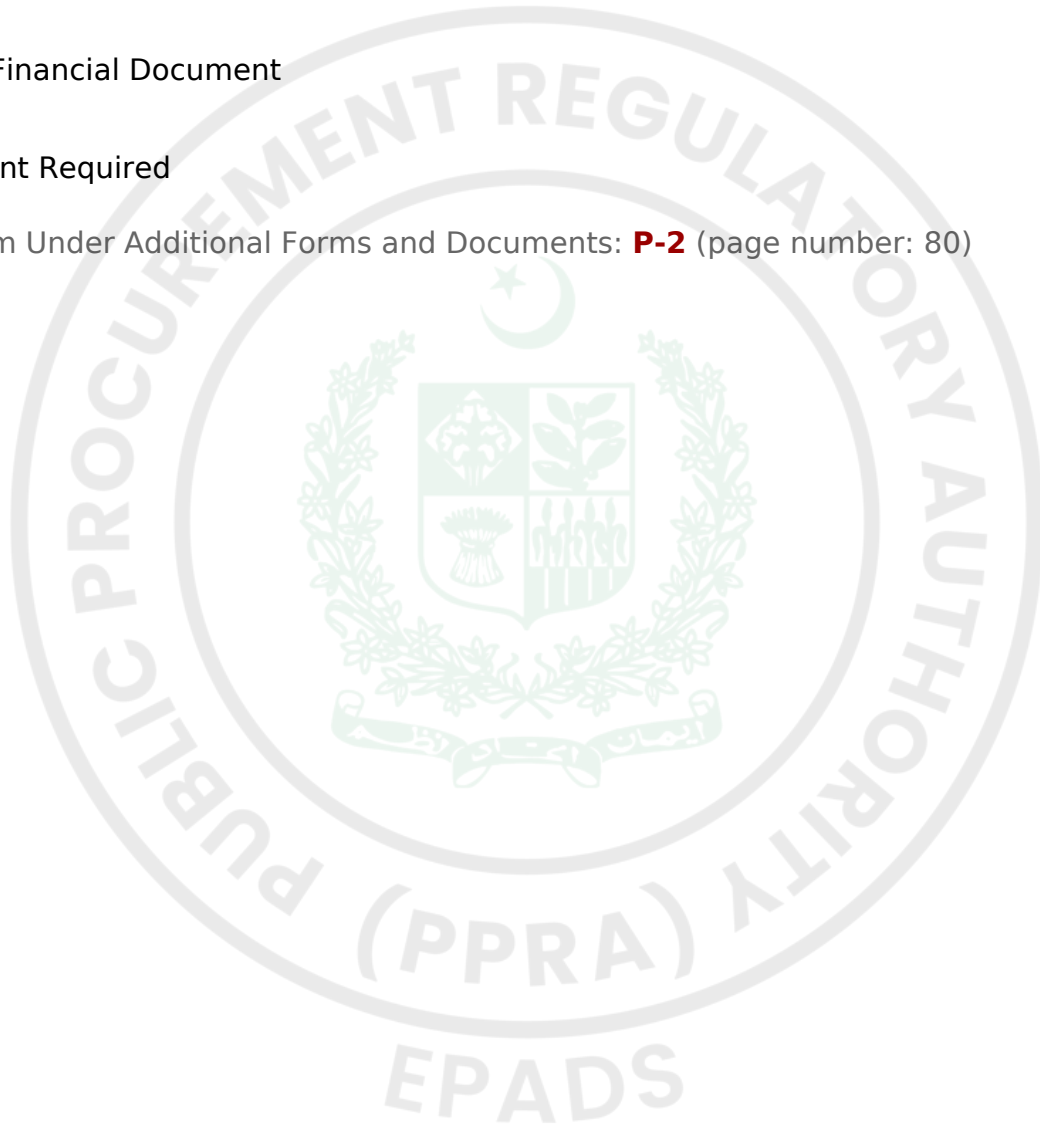 Financial Document
nt Required
m Under Additional Forms and Documents: P-2 (page number: 80)
PUBLIC PROCUREMENT REGULATORY AUTHORITY
(PPRA)
EPADS